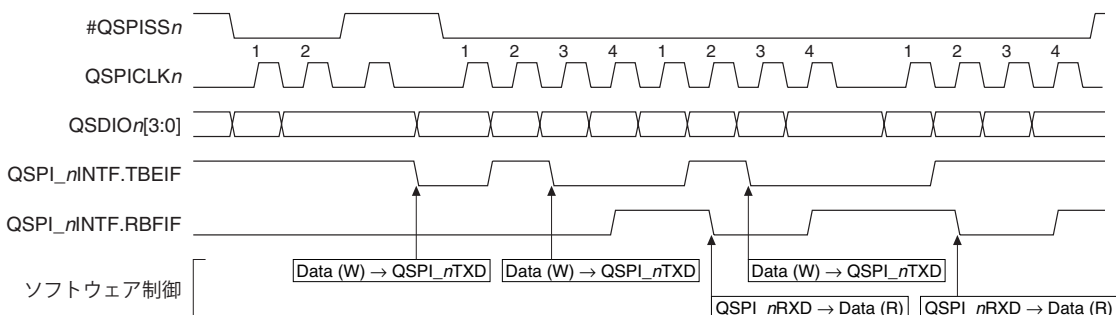 #QSPISSn
1 2 1 2 3 4 1 2 3 4 1 2 3 4
QSPICLKn
QSDIOn[3:0]
QSPI_nINTF.TBEIF
QSPI_nINTF.RBFIF
Data (W) → QSPI_nTXD Data (W) → QSPI_nTXD Data (W) → QSPI_nTXD
ソフトウェア制御
QSPI_nRXD → Data (R) QSPI_nRXD → Data (R)